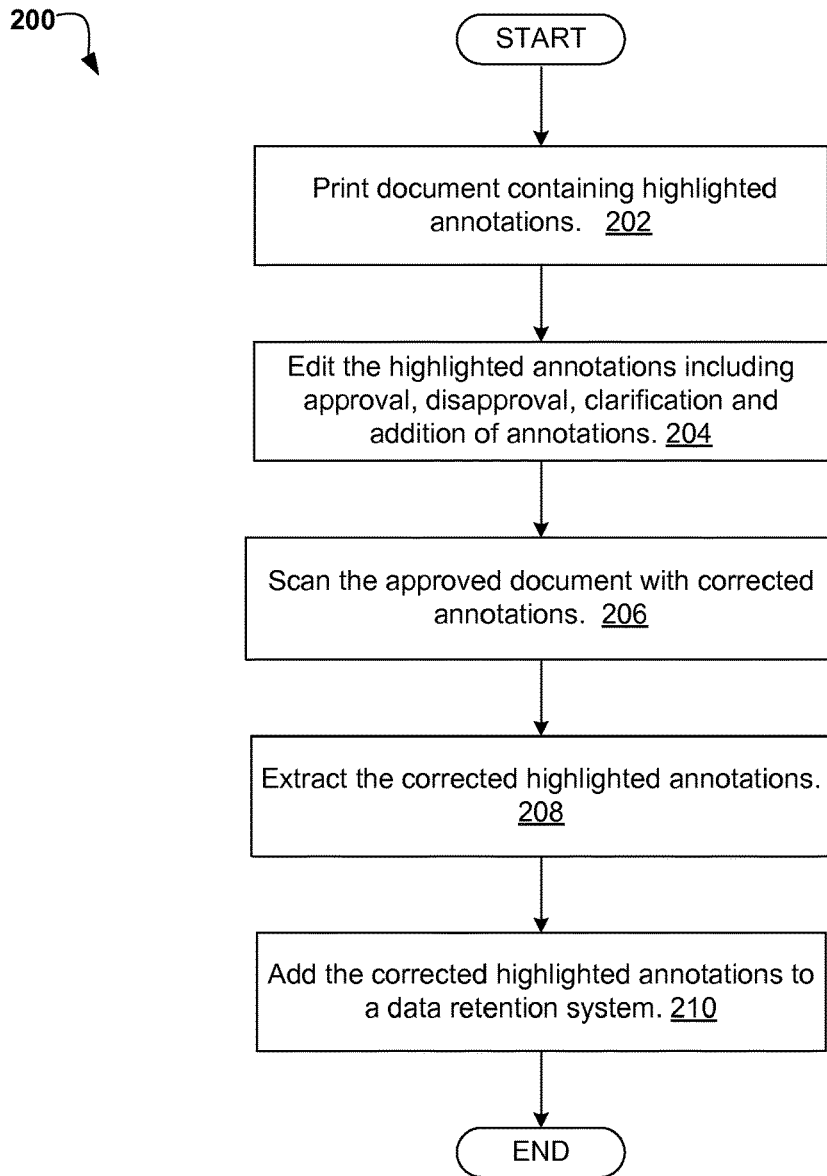 200
START
Print document containing highlighted
annotations. 202
Edit the highlighted annotations including
approval, disapproval, clarification and
addition of annotations. 204
Scan the approved document with corrected
annotations. 206
Extract the corrected highlighted annotations.
208
Add the corrected highlighted annotations to
a data retention system. 210
END